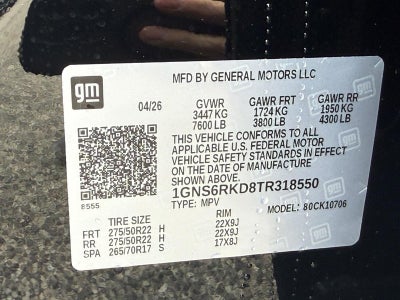 gm
MFD BY GENERAL MOTORS LLC
04/26 GVWR GAWR FRT GAWR RR
3447 KG 1724 KG 1950 KG
7600 LB 3800 LB 4300 LB
THIS VEHICLE CONFORMS TO ALL
APPLICABLE U.S. FEDERAL MOTOR
VEHICLE SAFETY STANDARDS IN EFFECT
ON THE DATE OF MANUFACTURE
SHOWN ABOVE
1GNS6RKD8TR318550
8555 TYPE: MPV MODEL: 80CK10706
TIRE SIZE RIM
FRT 275/50R22 H 22X9J
RR 275/50R22 H 22X9J
SPA 265/70R17 S 17X8J